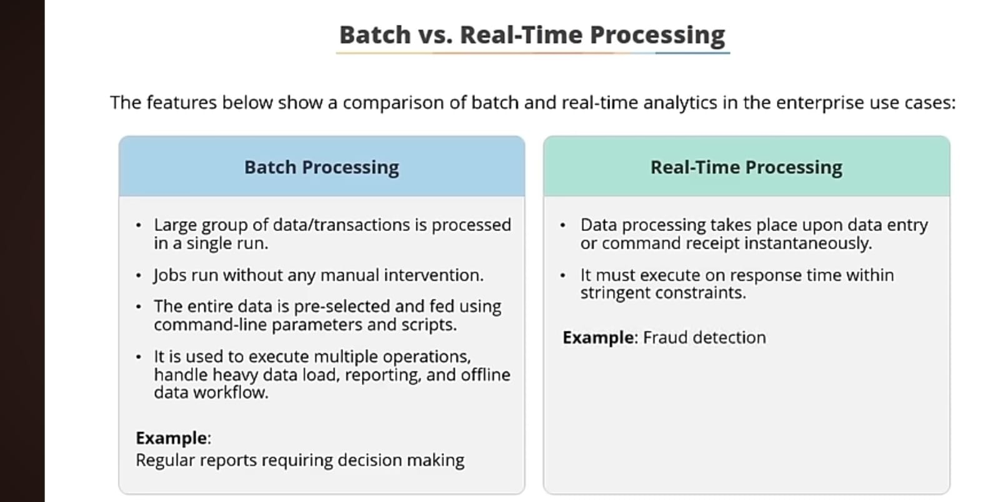 Batch vs. Real-Time Processing
The features below show a comparison of batch and real-time analytics in the enterprise use cases:
Batch Processing
• Large group of data/transactions is processed
in a single run.
• Jobs run without any manual intervention.
• The entire data is pre-selected and fed using
command-line parameters and scripts.
• It is used to execute multiple operations,
handle heavy data load, reporting, and offline
data workflow.
Example:
Regular reports requiring decision making
Real-Time Processing
• Data processing takes place upon data entry
or command receipt instantaneously.
• It must execute on response time within
stringent constraints.
Example: Fraud detection